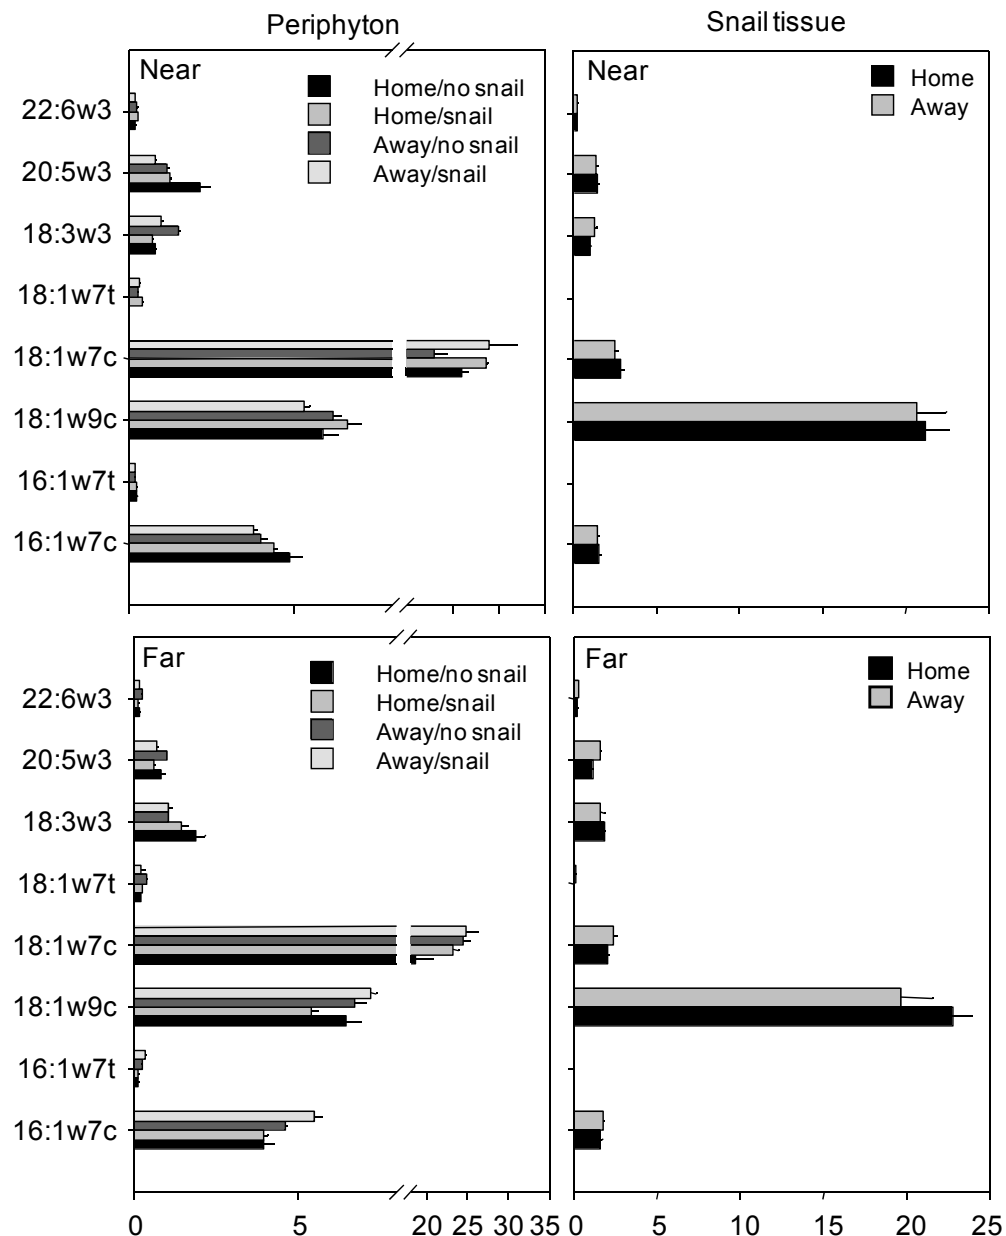 Periphyton
Snail tissue
Near
Home/no snail
Home/snail
Away/no snail
Away/snail
22:6w3
20:5w3
18:3w3
18:1w7t
18:1w7c
18:1w9c
16:1w7t
16:1w7c
Near
Home
Away
Far
Home/no snail
Home/snail
Away/no snail
Away/snail
22:6w3
20:5w3
18:3w3
18:1w7t
18:1w7c
18:1w9c
16:1w7t
16:1w7c
0 5 20 25 30 35
Far
Home
Away
0 5 10 15 20 25